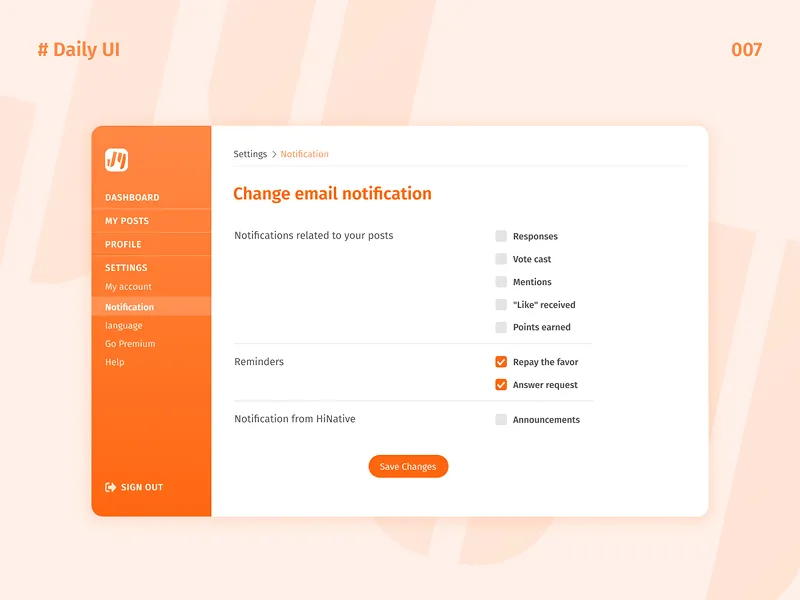 # Daily UI
007
DASHBOARD
MY POSTS
PROFILE
SETTINGS
My account
Notification
language
Go Premium
Help
SIGN OUT
Settings > Notification
Change email notification
Notifications related to your posts
Responses
Vote cast
Mentions
"Like" received
Points earned
Reminders
Repay the favor
Answer request
Notification from HiNative
Announcements
Save Changes